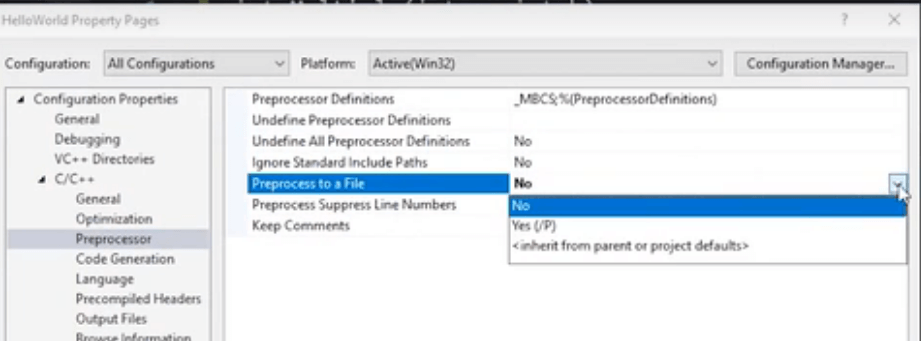 HelloWorld Property Pages
? ×
Configuration: All Configurations Platform: Active(Win32) Configuration Manager...
Configuration Properties
General
Debugging
VC++ Directories
C/C++
General
Optimization
Preprocessor
Code Generation
Language
Precompiled Headers
Output Files
Browse Information
Preprocessor Definitions _MBCS;%(PreprocessorDefinitions)
Undefine Preprocessor Definitions
Undefine All Preprocessor Definitions No
Ignore Standard Include Paths No
Preprocess to a File No
Preprocess Suppress Line Numbers
Keep Comments
No
Yes (/P)
<inherit from parent or project defaults>